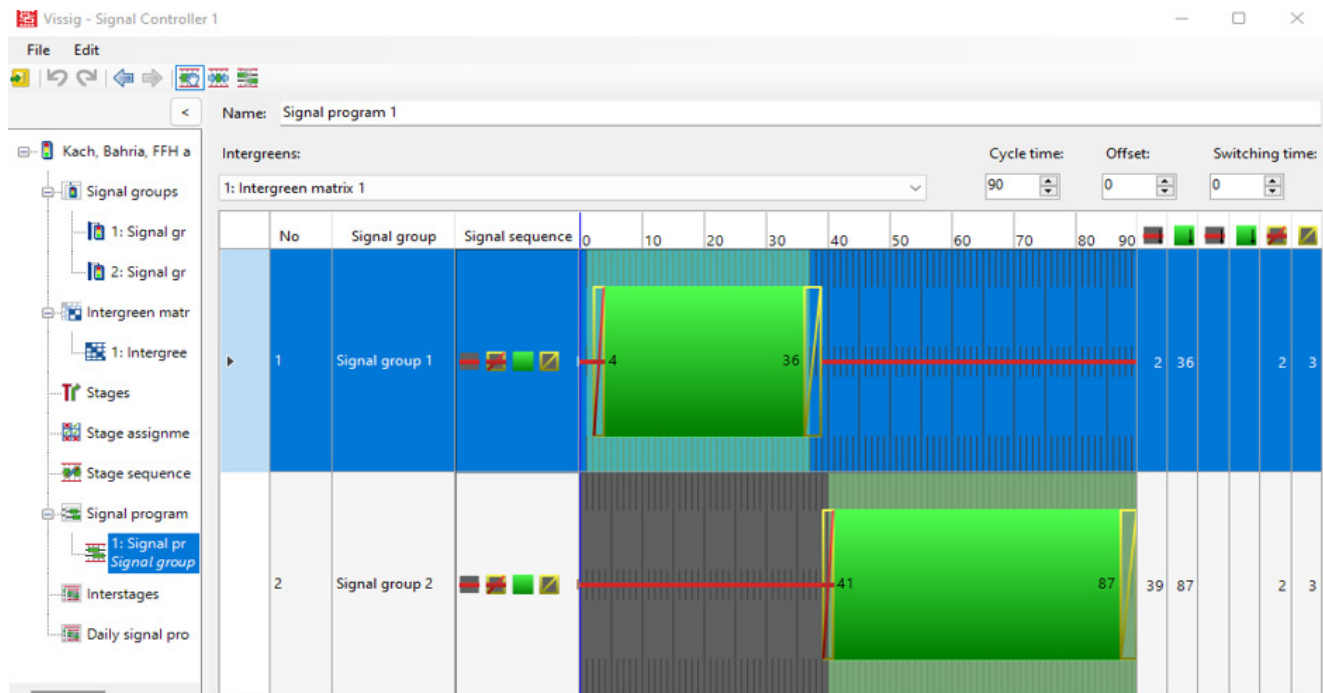 Vissig - Signal Controller 1
File Edit
< Name: Signal program 1
Kach, Bahria, FFH a
Intergreens: Cycle time: Offset: Switching time:
Signal groups
1: Intergreen matrix 1 90 0 0
1: Signal gr
No Signal group Signal sequence 0 10 20 30 40 50 60 70 80 90
2: Signal gr
Intergreen matr
1: Intergree
1 Signal group 1 4 36 2 36 2 3
Stages
Stage assignme
Stage sequence
Signal program
1: Signal pr
Signal group
2 Signal group 2 41 87 39 87 2 3
Interstages
Daily signal pro